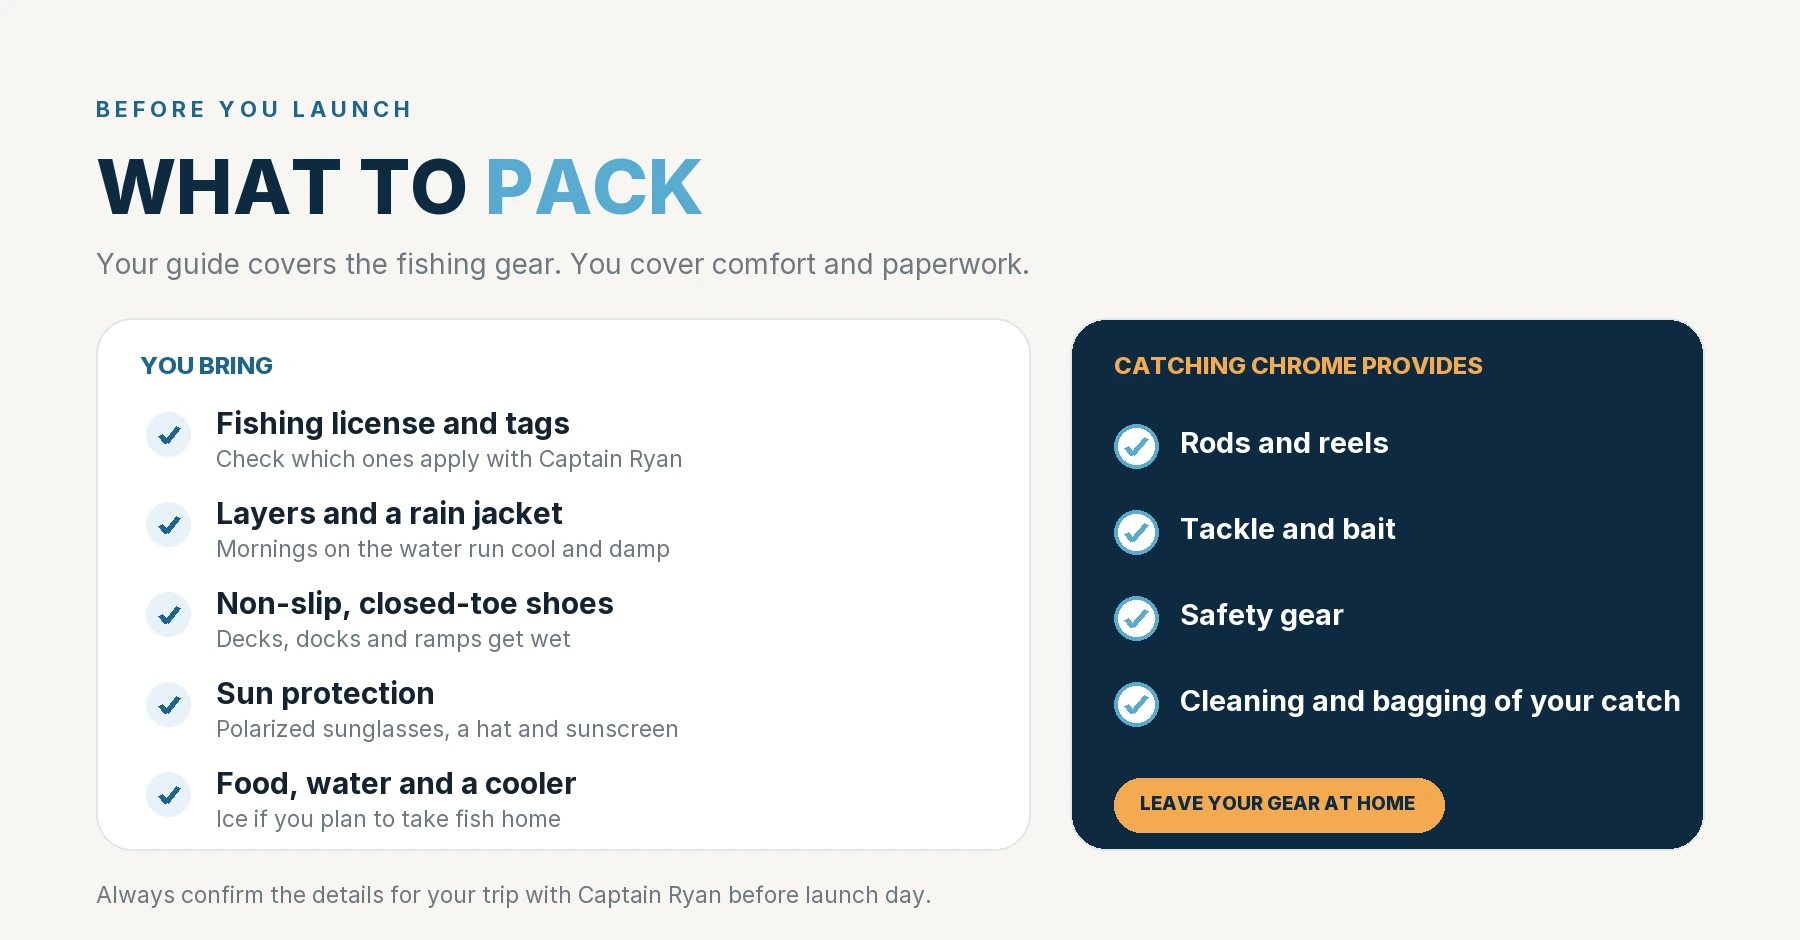 BEFORE YOU LAUNCH
WHAT TO PACK
Your guide covers the fishing gear. You cover comfort and paperwork.
YOU BRING
Fishing license and tags
Check which ones apply with Captain Ryan
Layers and a rain jacket
Mornings on the water run cool and damp
Non-slip, closed-toe shoes
Decks, docks and ramps get wet
Sun protection
Polarized sunglasses, a hat and sunscreen
Food, water and a cooler
Ice if you plan to take fish home
CATCHING CHROME PROVIDES
Rods and reels
Tackle and bait
Safety gear
Cleaning and bagging of your catch
LEAVE YOUR GEAR AT HOME
Always confirm the details for your trip with Captain Ryan before launch day.